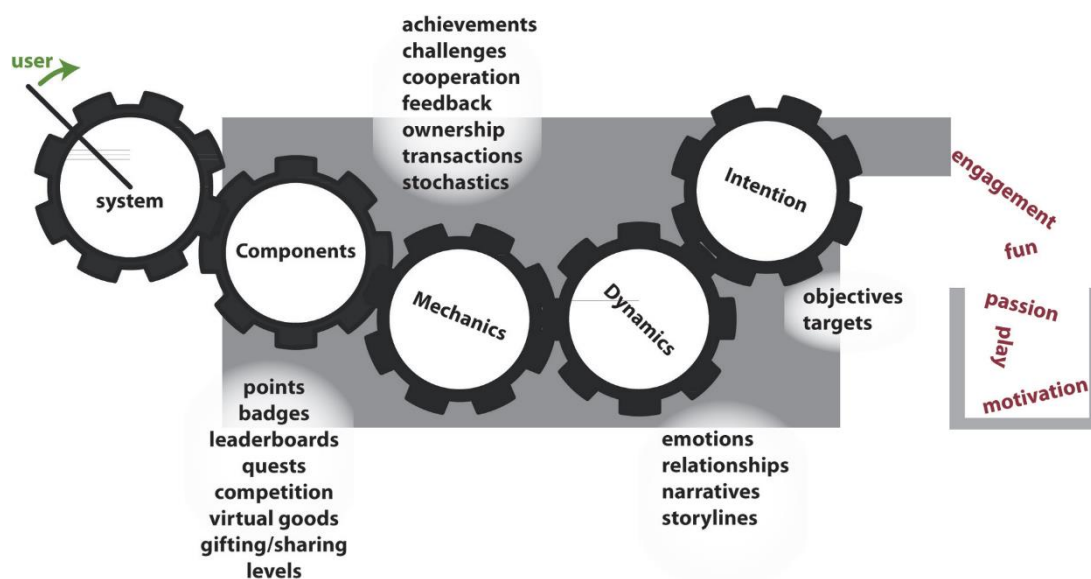 user
system
Components
Mechanics
Dynamics
Intention
achievements
challenges
cooperation
feedback
ownership
transactions
stochastics
points
badges
leaderboards
quests
competition
virtual goods
gifting/sharing
levels
emotions
relationships
narratives
storylines
objectives
targets
engagement
fun
passion
play
motivation